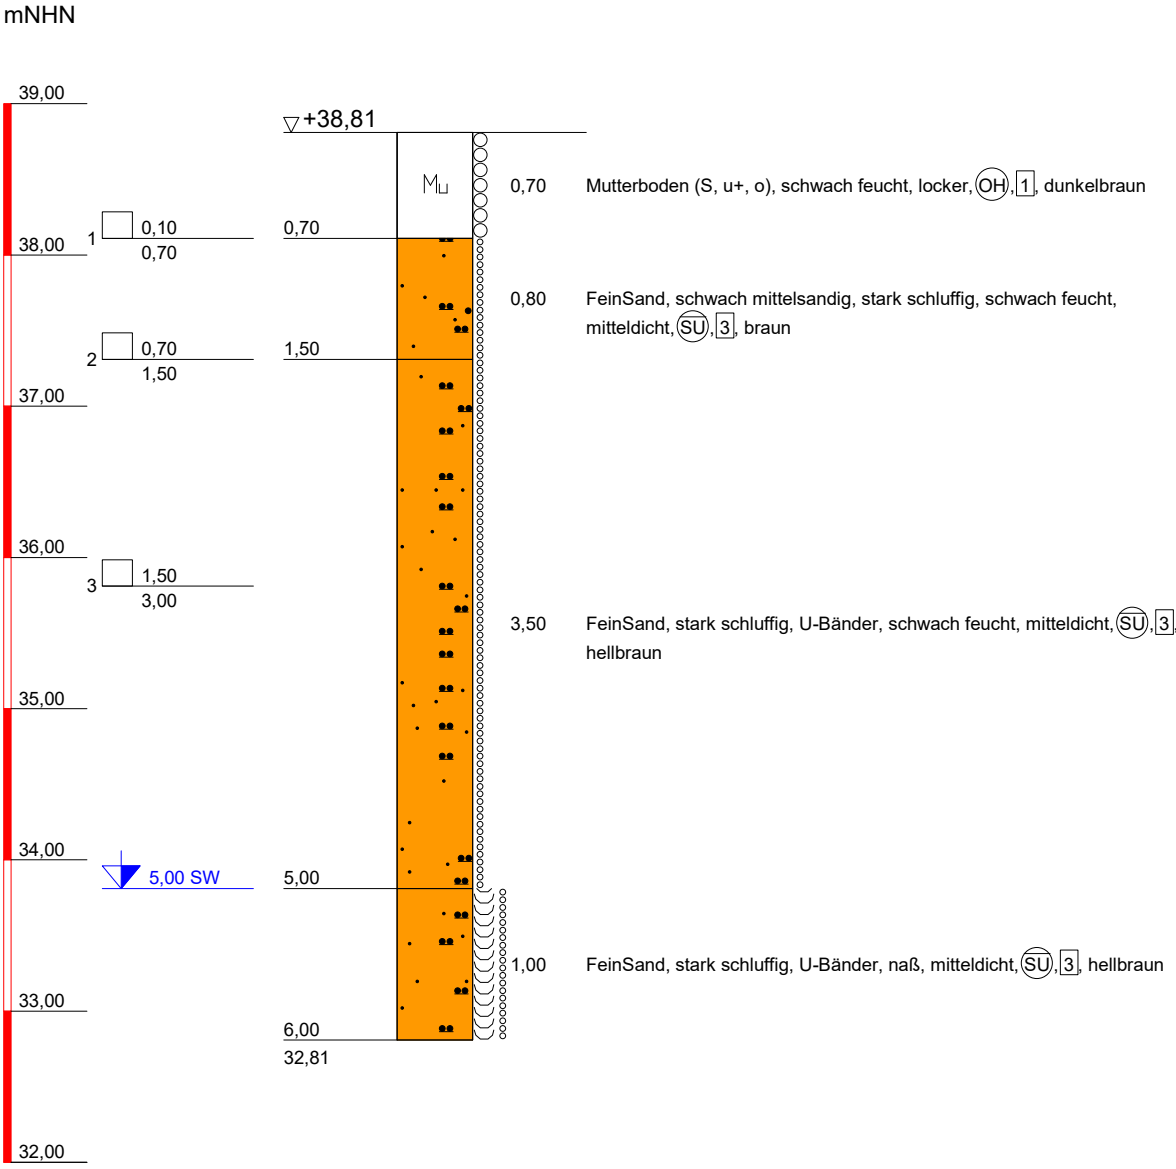 mNHN
39,00
+38,81
Mu
0,70 Mutterboden (S, u+, o), schwach feucht, locker, OH, 1, dunkelbraun
1 0,10
0,70
0,70
38,00
0,80 FeinSand, schwach mittelsandig, stark schluffig, schwach feucht,
mitteldicht, S̅U̅, 3, braun
2 0,70
1,50
1,50
37,00
36,00
3 1,50
3,00
3,50 FeinSand, stark schluffig, U-Bänder, schwach feucht, mitteldicht, S̅U̅, 3,
hellbraun
35,00
34,00
5,00 SW
5,00
1,00 FeinSand, stark schluffig, U-Bänder, naß, mitteldicht, S̅U̅, 3, hellbraun
33,00
6,00
32,81
32,00